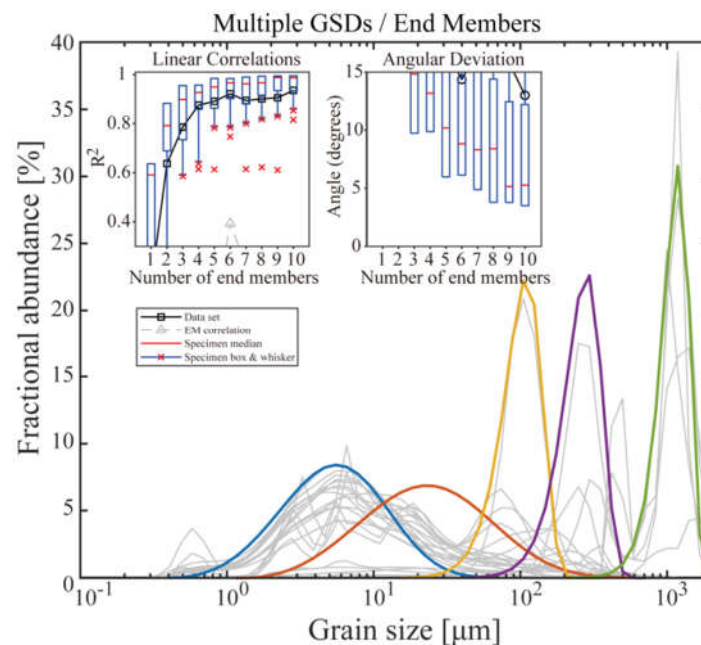 Multiple GSDs / End Members
Linear Correlations
Angular Deviation
40
35
30
25
20
15
10
5
0
Fractional abundance [%]
1
0.8
0.6
0.4
R²
1 2 3 4 5 6 7 8 9 10
Number of end members
15
10
5
0
Angle (degrees)
1 2 3 4 5 6 7 8 9 10
Number of end members
Data set
EM correlation
Specimen median
Specimen box & whisker
10⁻¹ 10⁰ 10¹ 10² 10³
Grain size [µm]